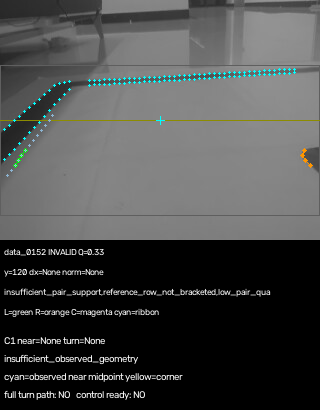 data_0152 INVALID Q=0.33
y=120 dx=None norm=None
insufficient_pair_support,reference_row_not_bracketed,low_pair_qua
L=green R=orange C=magenta cyan=ribbon
C1 near=None turn=None
insufficient_observed_geometry
cyan=observed near midpoint yellow=corner
full turn path: NO control ready: NO